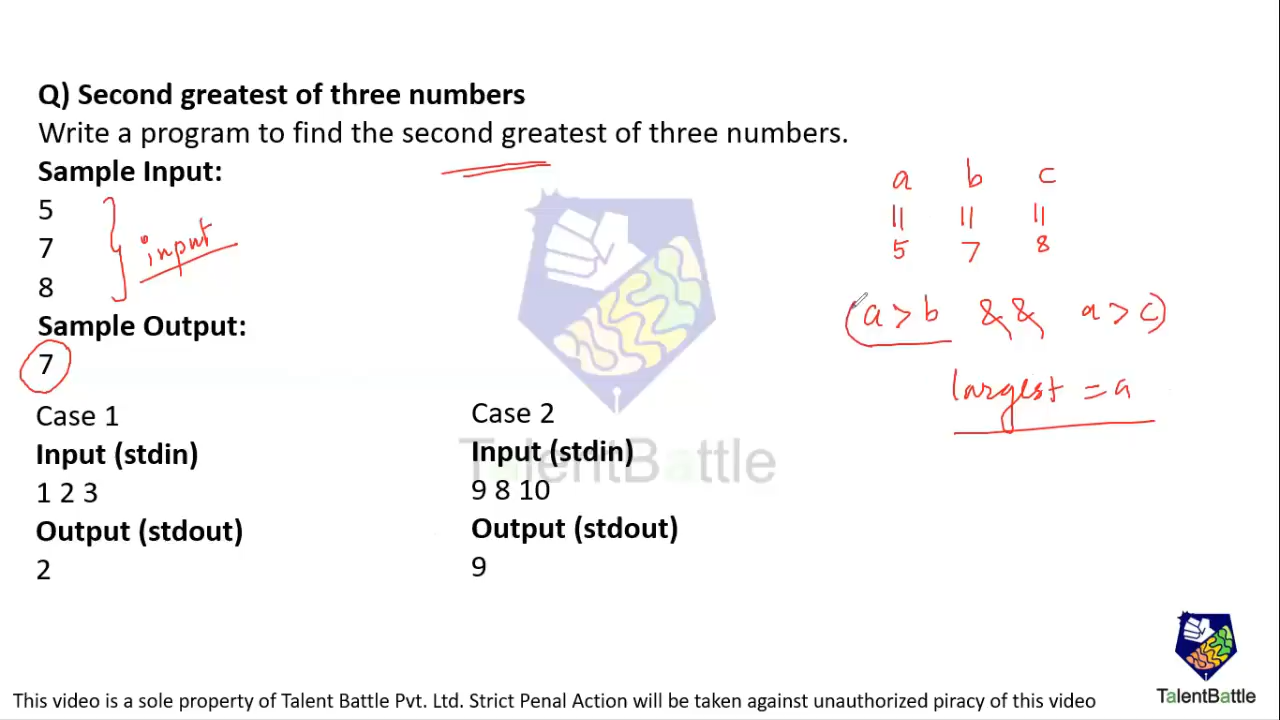 Q) Second greatest of three numbers
Write a program to find the second greatest of three numbers.
Sample Input:
5
7
8
input
Sample Output:
7
a b c
|| || ||
5 7 8
(a > b && a > c)
largest = a
Case 1
Input (stdin)
1 2 3
Output (stdout)
2
Case 2
Input (stdin)
9 8 10
Output (stdout)
9
TalentBattle
TalentBattle
This video is a sole property of Talent Battle Pvt. Ltd. Strict Penal Action will be taken against unauthorized piracy of this video